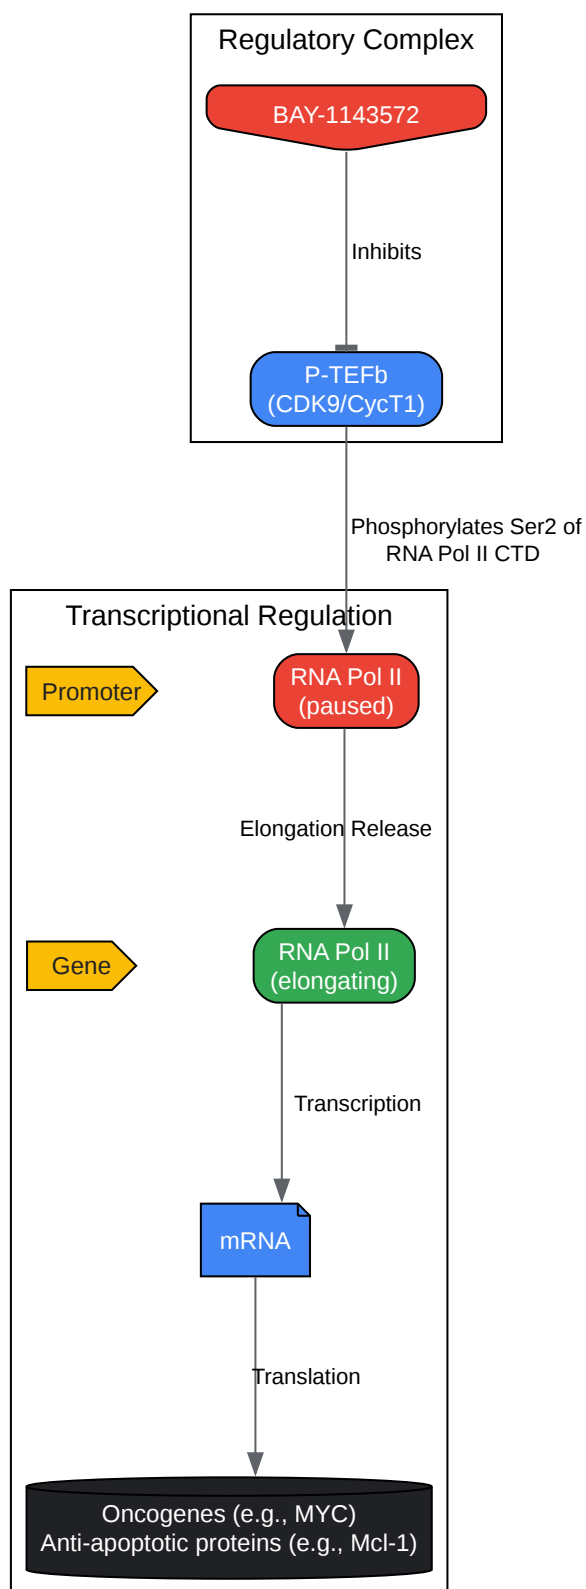 Regulatory Complex
BAY-1143572
Inhibits
P-TEFb
(CDK9/CycT1)
Phosphorylates Ser2 of
RNA Pol II CTD
Transcriptional Regulation
Promoter
RNA Pol II
(paused)
Elongation Release
Gene
RNA Pol II
(elongating)
Transcription
mRNA
Translation
Oncogenes (e.g., MYC)
Anti-apoptotic proteins (e.g., Mcl-1)